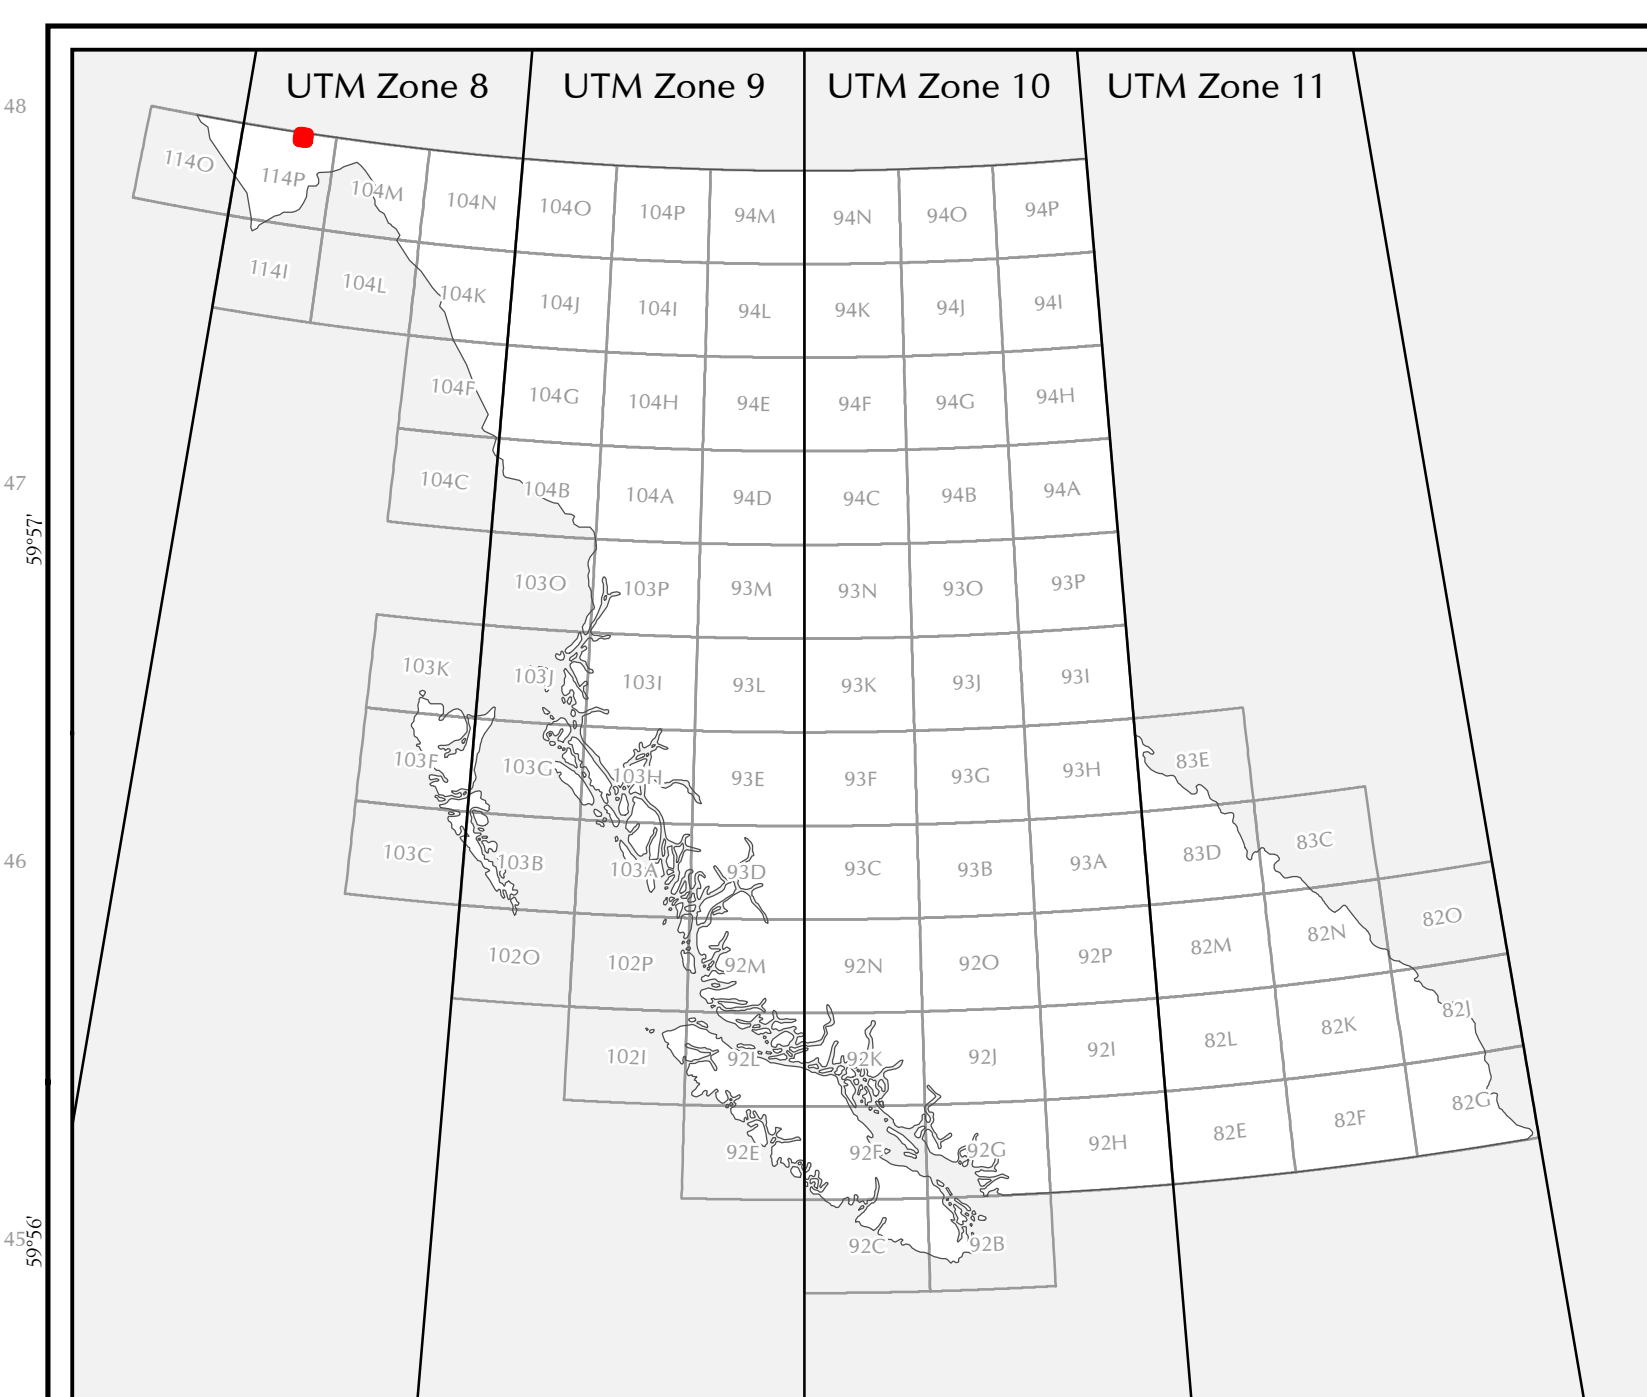 UTM Zone 8 UTM Zone 9 UTM Zone 10 UTM Zone 11
48
114O 114P 104M 104N 104O 104P 94M 94N 94O 94P
114I 104L 104K 104J 104I 94L 94K 94J 94I
104F 104G 104H 94E 94F 94G 94H
47
104C 104B 104A 94D 94C 94B 94A
59°57'
103O 103P 93M 93N 93O 93P
103K 103J 103I 93L 93K 93J 93I
103F 103G 103H 93E 93F 93G 93H 83E
46
103C 103B 103A 93D 93C 93B 93A 83D 83C
102O 102P 92M 92N 92O 92P 82M 82N 82O
102I 92L 92K 92J 92I 82L 82K 82J
92E 92F 92G 92H 82E 82F 82G
45
59°56'
92C 92B